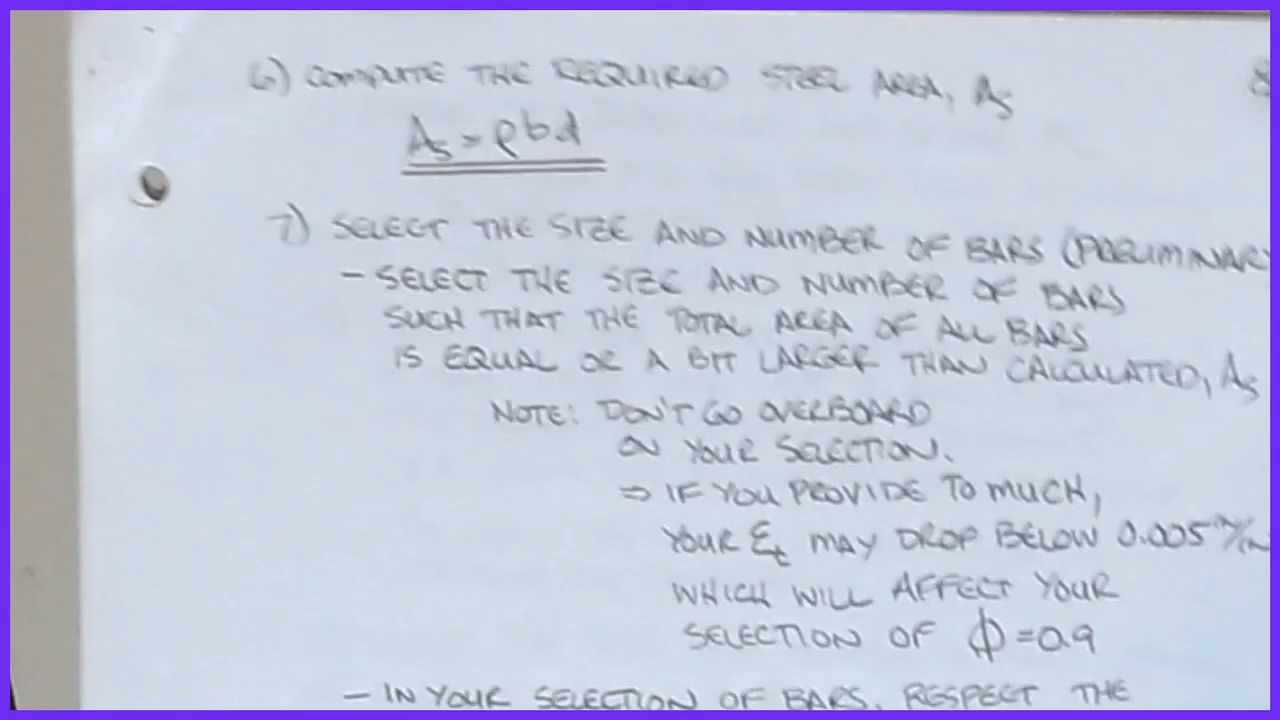 6) COMPUTE THE REQUIRED STEEL AREA, As
As = ρbd
7) SELECT THE SIZE AND NUMBER OF BARS (PRELIMINARY
- SELECT THE SIZE AND NUMBER OF BARS
SUCH THAT THE TOTAL AREA OF ALL BARS
IS EQUAL OR A BIT LARGER THAN CALCULATED, As
NOTE: DON'T GO OVERBOARD
ON YOUR SELECTION.
⇒ IF YOU PROVIDE TO MUCH,
YOUR Ɛt MAY DROP BELOW 0.005 in/in
WHICH WILL AFFECT YOUR
SELECTION OF ϕ = 0.9
- IN YOUR SELECTION OF BARS, RESPECT THE